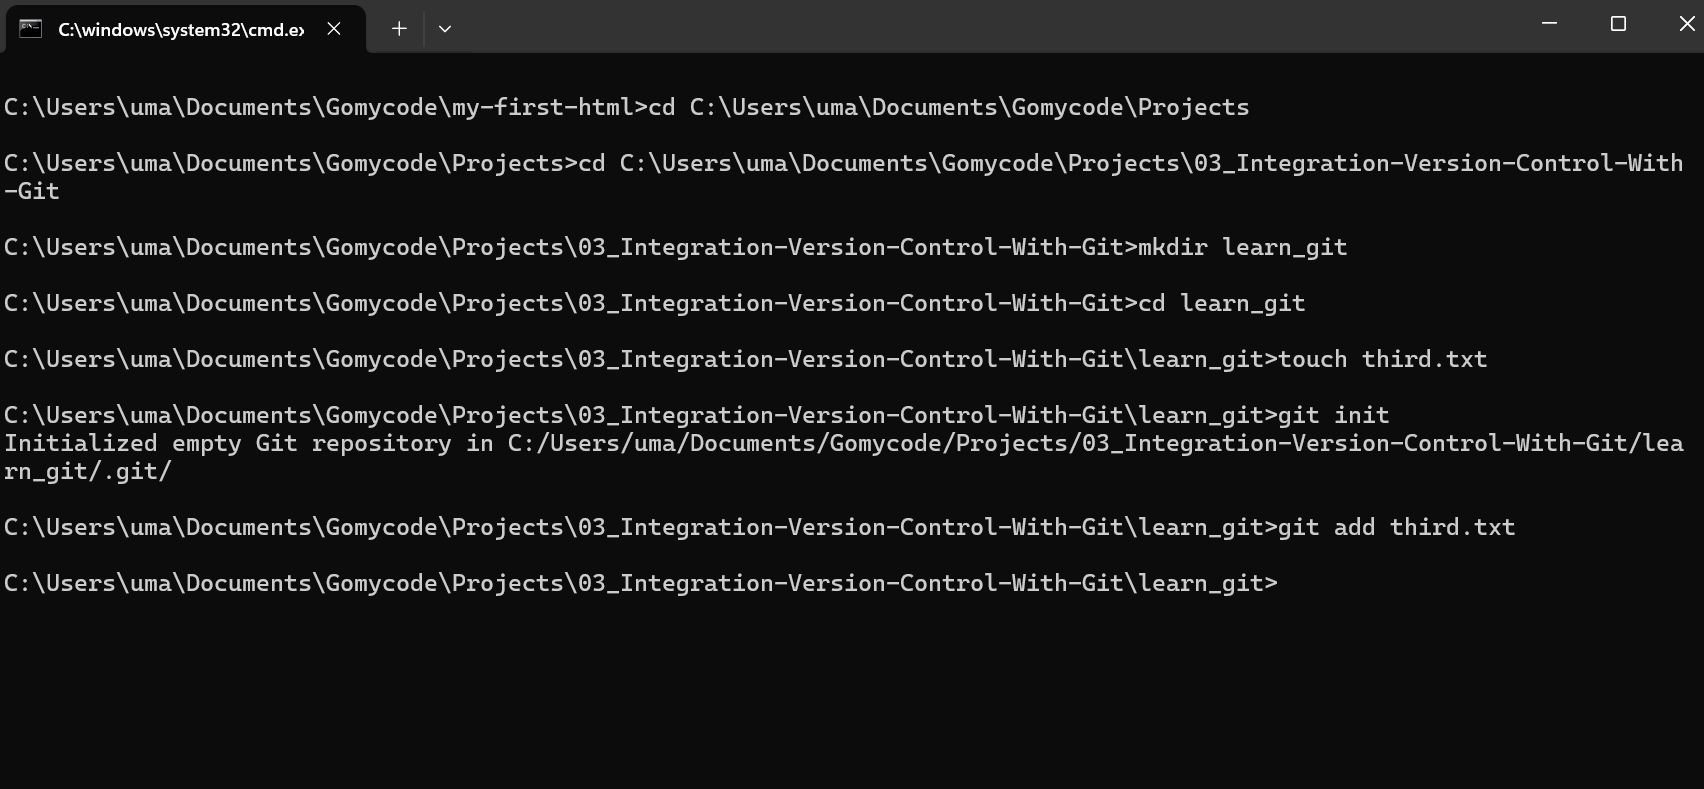 C:\windows\system32\cmd.ex
C:\Users\uma\Documents\Gomycode\my-first-html>cd C:\Users\uma\Documents\Gomycode\Projects
C:\Users\uma\Documents\Gomycode\Projects>cd C:\Users\uma\Documents\Gomycode\Projects\03_Integration-Version-Control-With
-Git
C:\Users\uma\Documents\Gomycode\Projects\03_Integration-Version-Control-With-Git>mkdir learn_git
C:\Users\uma\Documents\Gomycode\Projects\03_Integration-Version-Control-With-Git>cd learn_git
C:\Users\uma\Documents\Gomycode\Projects\03_Integration-Version-Control-With-Git\learn_git>touch third.txt
C:\Users\uma\Documents\Gomycode\Projects\03_Integration-Version-Control-With-Git\learn_git>git init
Initialized empty Git repository in C:/Users/uma/Documents/Gomycode/Projects/03_Integration-Version-Control-With-Git/lea
rn_git/.git/
C:\Users\uma\Documents\Gomycode\Projects\03_Integration-Version-Control-With-Git\learn_git>git add third.txt
C:\Users\uma\Documents\Gomycode\Projects\03_Integration-Version-Control-With-Git\learn_git>